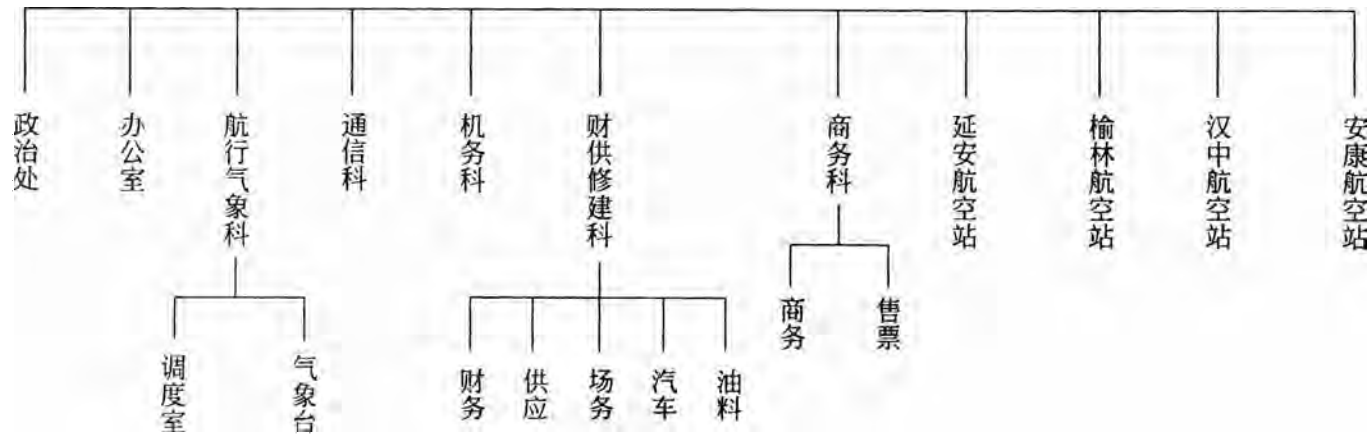 政治处
办公室
航行气象科
通信科
机务科
财供修建科
商务科
延安航空站
榆林航空站
汉中航空站
安康航空站
调度室
气象台
财务
供应
场务
汽车
油料
商务
售票